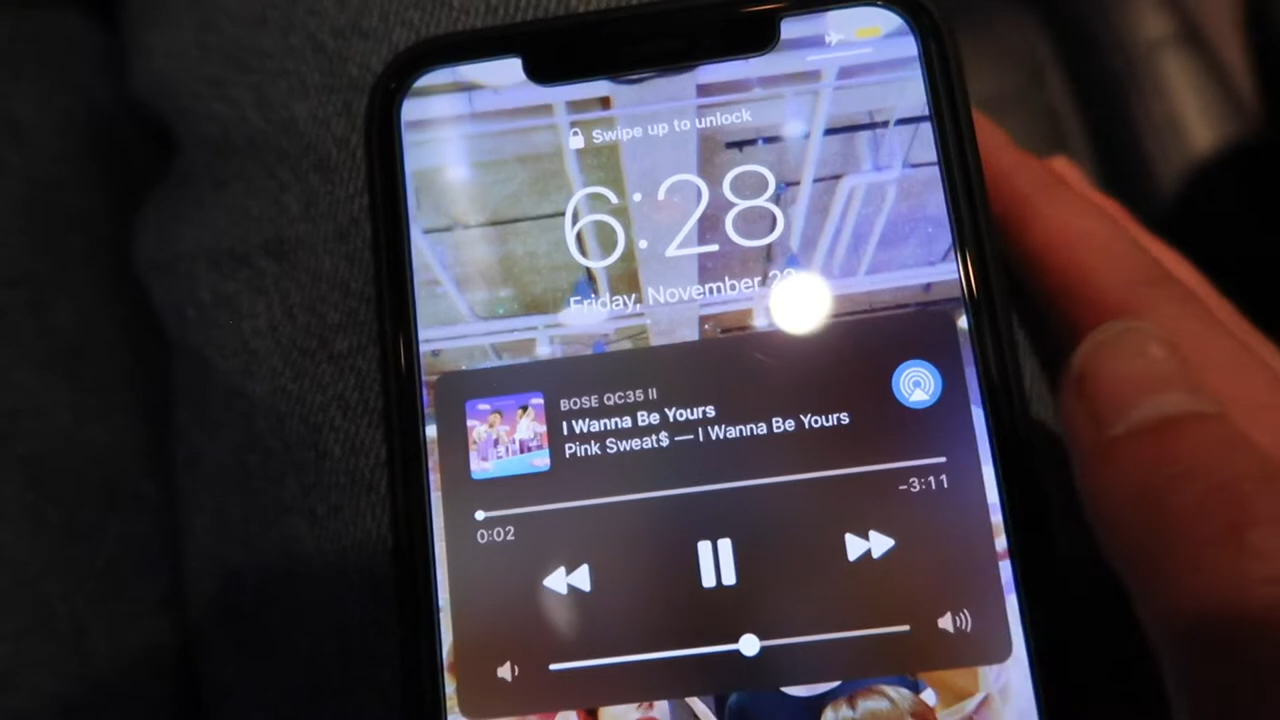 Swipe up to unlock
6:28
Friday, November
BOSE QC35 II
I Wanna Be Yours
Pink Sweat$ — I Wanna Be Yours
0:02
-3:11